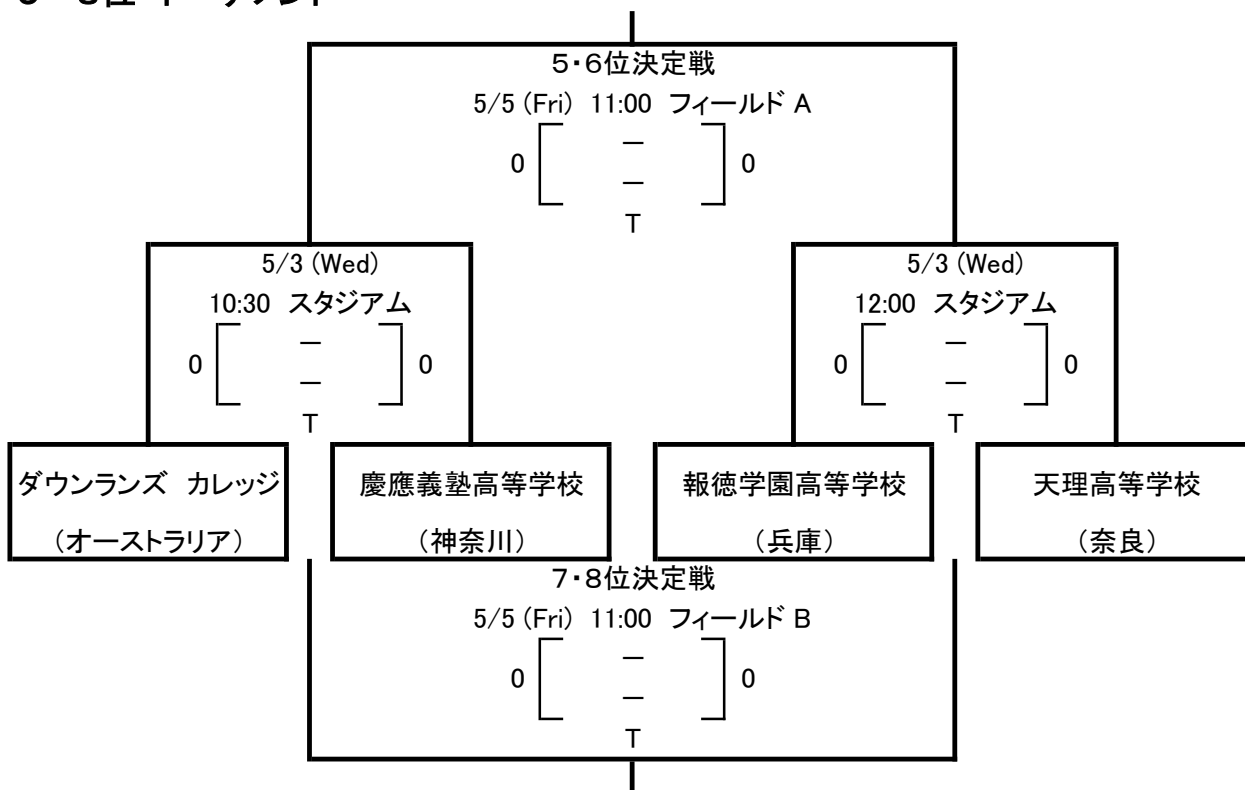 5・6位決定戦
5/5 (Fri) 11:00 フィールド A
0 － 0
－
T
5/3 (Wed)
10:30 スタジアム
0 － 0
－
T
5/3 (Wed)
12:00 スタジアム
0 － 0
－
T
ダウンランズ カレッジ
（オーストラリア）
慶應義塾高等学校
（神奈川）
報徳学園高等学校
（兵庫）
天理高等学校
（奈良）
7・8位決定戦
5/5 (Fri) 11:00 フィールド B
0 － 0
－
T